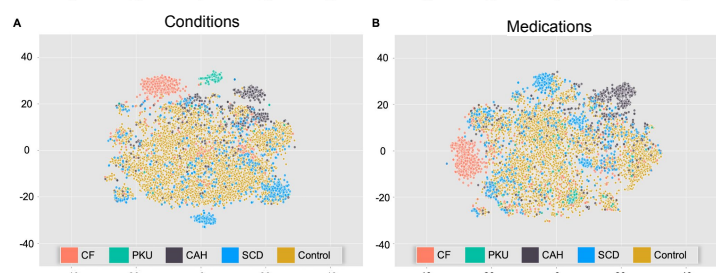 A
Conditions
40
20
0
-20
-40
CF PKU CAH SCD Control
B
Medications
40
20
0
-20
-40
CF PKU CAH SCD Control